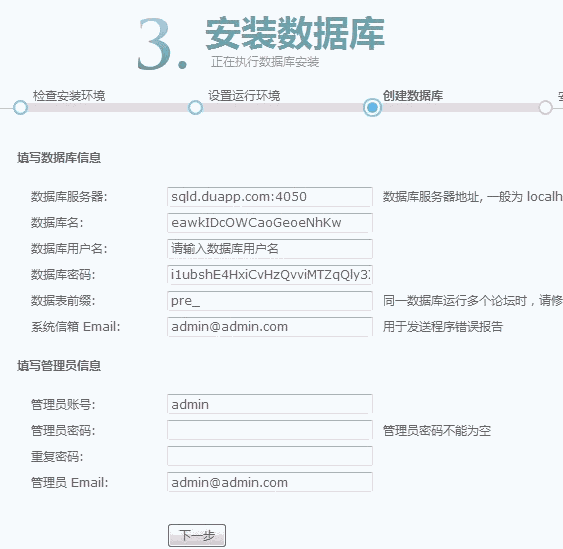 3. 安装数据库
正在执行数据库安装
检查安装环境 设置运行环境 创建数据库
填写数据库信息
数据库服务器: sqld.duapp.com:4050 数据库服务器地址, 一般为 localh
数据库名: eawkIDcOWCaoGeoeNhKw
数据库用户名: 请输入数据库用户名
数据库密码: i1ubshE4HxiCvHzQvviMTZqQly3
数据表前缀: pre_ 同一数据库运行多个论坛时, 请修
系统信箱 Email: admin@admin.com 用于发送程序错误报告
填写管理员信息
管理员账号: admin
管理员密码: 管理员密码不能为空
重复密码:
管理员 Email: admin@admin.com
下一步